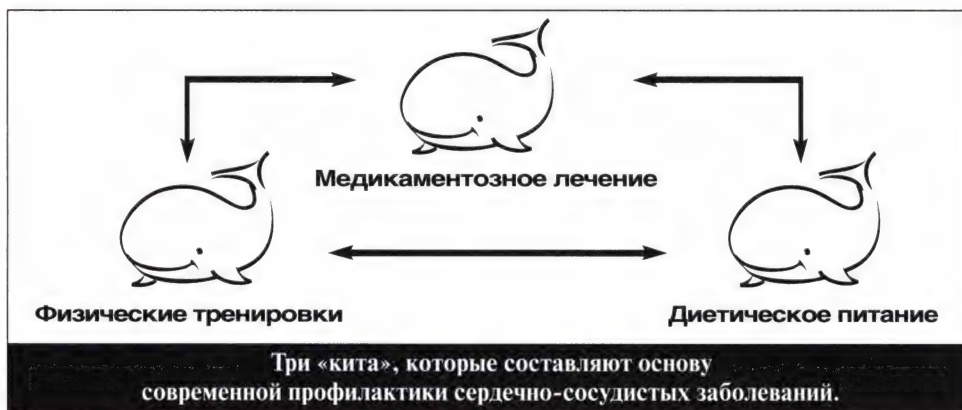 Медикаментозное лечение
Физические тренировки
Диетическое питание
Три «кита», которые составляют основу
современной профилактики сердечно-сосудистых заболеваний.